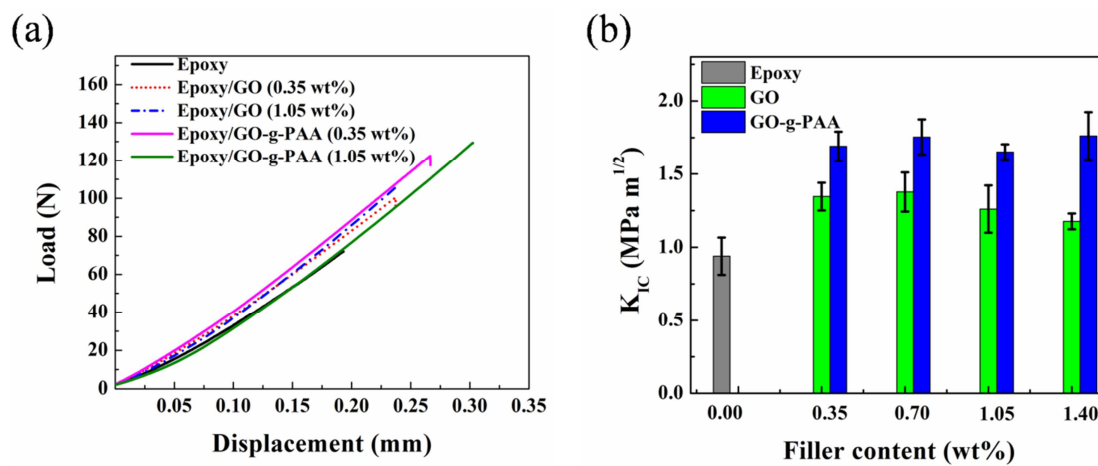 (a)
Load (N)
160
140
120
100
80
60
40
20
0
Epoxy
Epoxy/GO (0.35 wt%)
Epoxy/GO (1.05 wt%)
Epoxy/GO-g-PAA (0.35 wt%)
Epoxy/GO-g-PAA (1.05 wt%)
0.05 0.10 0.15 0.20 0.25 0.30 0.35
Displacement (mm)
(b)
K_IC (MPa m^1/2)
2.0
1.5
1.0
0.5
0.0
Epoxy
GO
GO-g-PAA
0.00 0.35 0.70 1.05 1.40
Filler content (wt%)